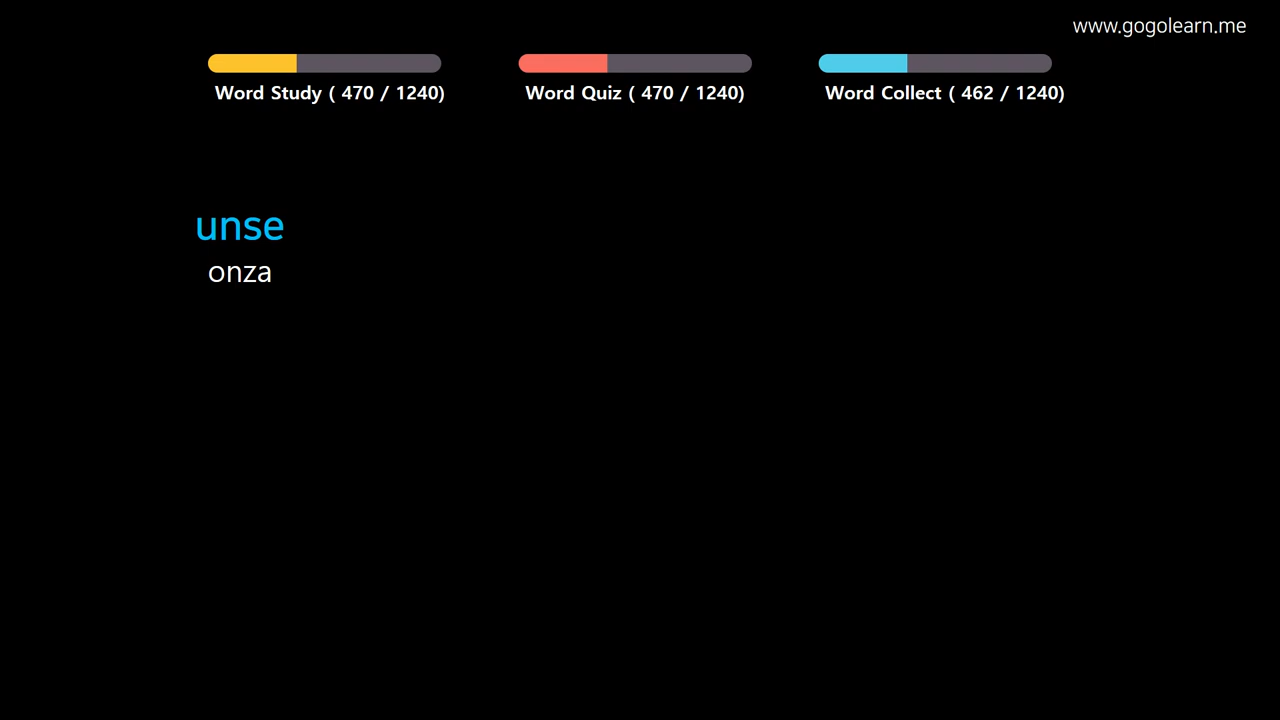 www.gogolearn.me
Word Study ( 470 / 1240)
Word Quiz ( 470 / 1240)
Word Collect ( 462 / 1240)
unse
onza